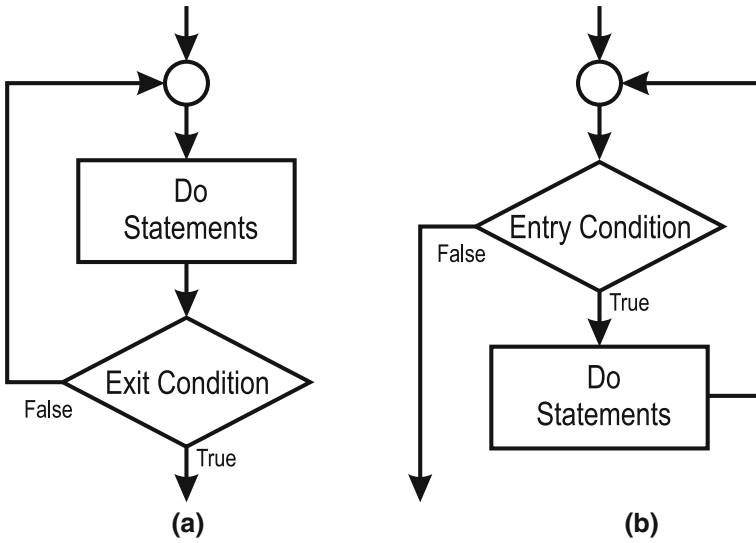 Do
Statements
Exit Condition
False
True
(a)
Entry Condition
False
True
Do
Statements
(b)